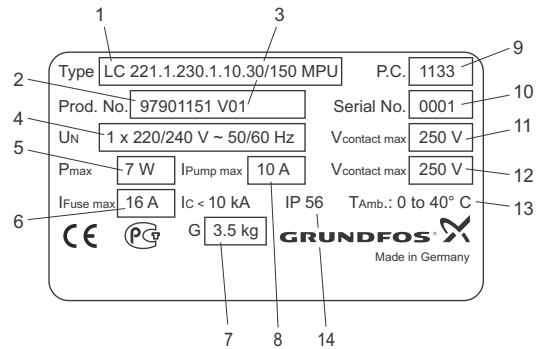 1 3
Type LC 221.1.230.1.10.30/150 MPU P.C. 1133 9
2 Prod. No. 97901151 V01 Serial No. 0001 10
4 UN 1 x 220/240 V ~ 50/60 Hz Vcontact max 250 V 11
5 Pmax 7 W IPump max 10 A Vcontact max 250 V 12
6 IFuse max 16 A IC < 10 kA IP 56 TAmb.: 0 to 40° C 13
CE PCT G 3.5 kg GRUNDFOS
Made in Germany
7 8 14